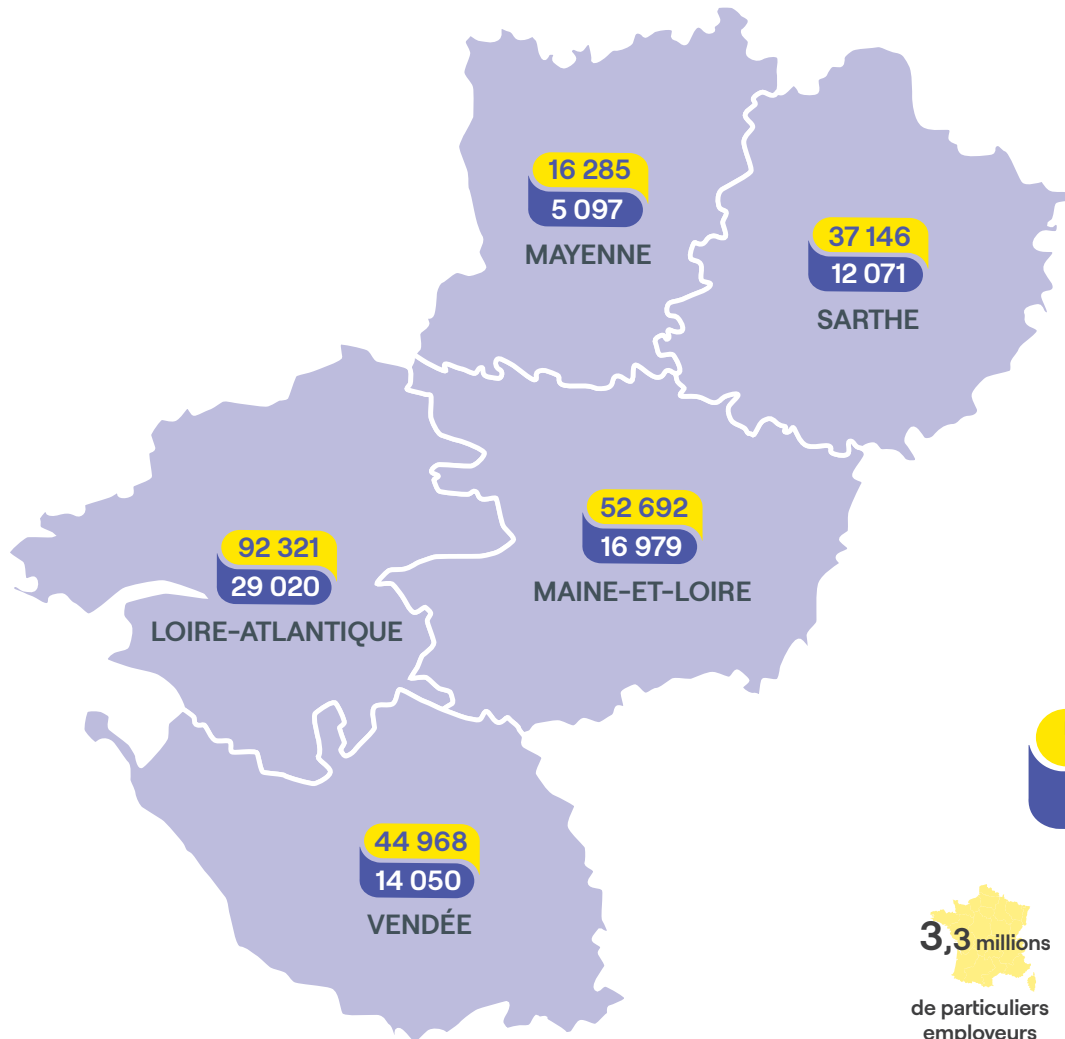 16 285
5 097
MAYENNE
37 146
12 071
SARTHE
52 692
16 979
MAINE-ET-LOIRE
92 321
29 020
LOIRE-ATLANTIQUE
44 968
14 050
VENDÉE
3,3 millions
de particuliers
employeurs